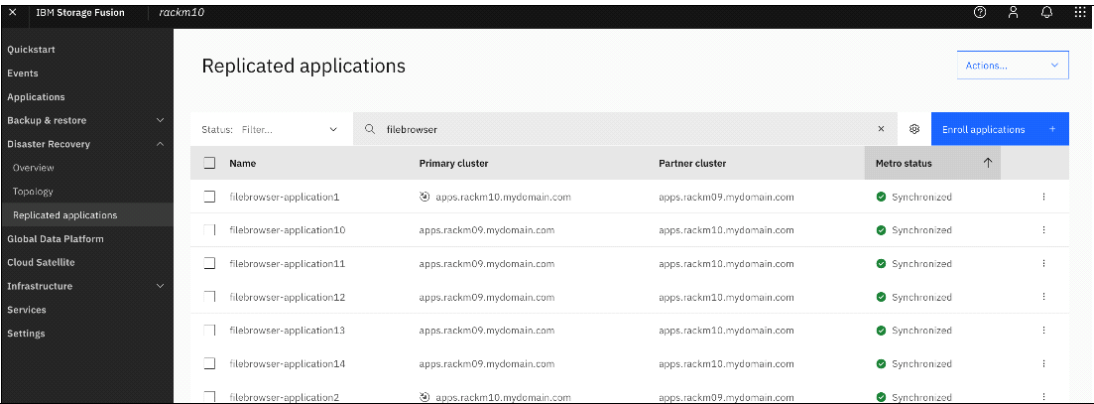 IBM Storage Fusion rackm10
Quickstart
Events
Applications
Backup & restore
Disaster Recovery
Overview
Topology
Replicated applications
Global Data Platform
Cloud Satellite
Infrastructure
Services
Settings
Replicated applications
Actions...
Status: Filter... filebrowser Enroll applications +
Name Primary cluster Partner cluster Metro status
filebrowser-application1 apps.rackm10.mydomain.com apps.rackm09.mydomain.com Synchronized
filebrowser-application10 apps.rackm09.mydomain.com apps.rackm10.mydomain.com Synchronized
filebrowser-application11 apps.rackm09.mydomain.com apps.rackm10.mydomain.com Synchronized
filebrowser-application12 apps.rackm09.mydomain.com apps.rackm10.mydomain.com Synchronized
filebrowser-application13 apps.rackm09.mydomain.com apps.rackm10.mydomain.com Synchronized
filebrowser-application14 apps.rackm09.mydomain.com apps.rackm10.mydomain.com Synchronized
filebrowser-application2 apps.rackm10.mydomain.com apps.rackm09.mydomain.com Synchronized